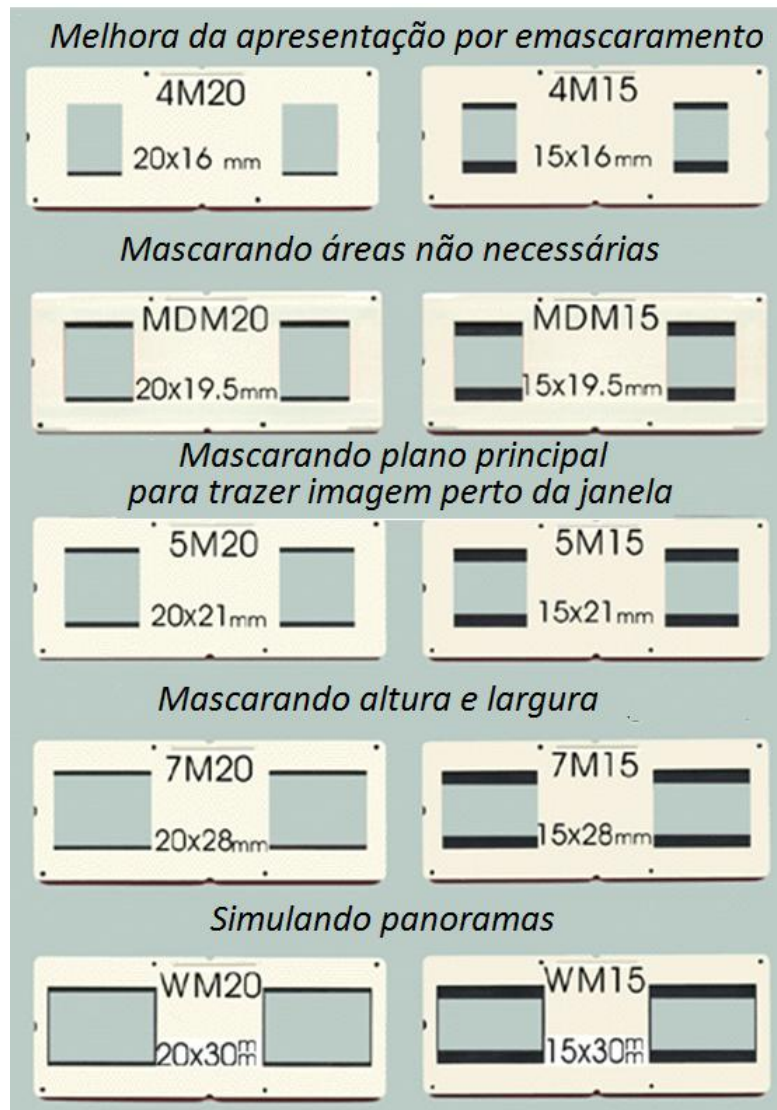 Melhora da apresentação por emascaramento
4M20 4M15
20x16 mm 15x16mm
Mascarando áreas não necessárias
MDM20 MDM15
20x19.5mm 15x19.5mm
Mascarando plano principal
para trazer imagem perto da janela
5M20 5M15
20x21mm 15x21mm
Mascarando altura e largura
7M20 7M15
20x28mm 15x28mm
Simulando panoramas
WM20 WM15
20x30mm 15x30mm